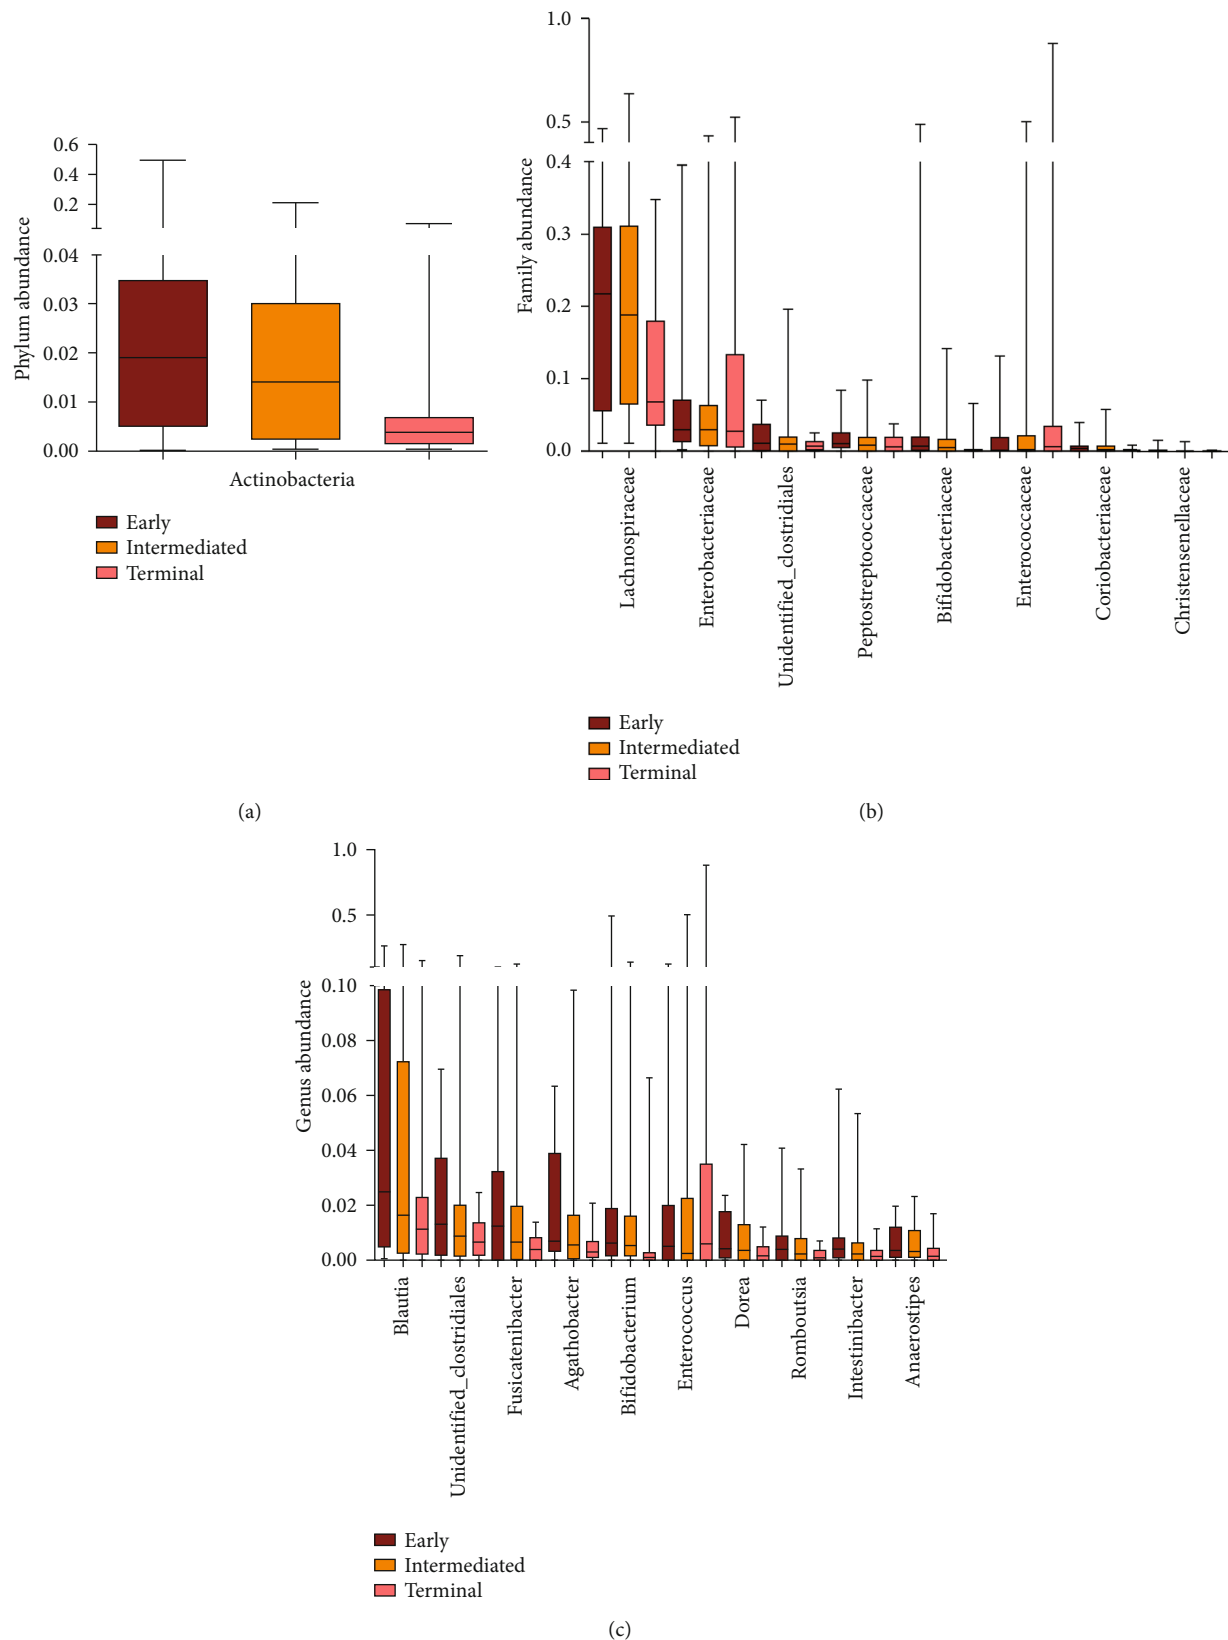 Phylum abundance
0.6
0.4
0.2
0.04
0.03
0.02
0.01
0.00
Actinobacteria
Early
Intermediated
Terminal
(a)
Family abundance
1.0
0.5
0.4
0.3
0.2
0.1
0.0
Lachnospiraceae
Enterobacteriaceae
Unidentified_clostridiales
Peptostreptococcaceae
Bifidobacteriaceae
Enterococcaceae
Coriobacteriaceae
Christensenellaceae
Early
Intermediated
Terminal
(b)
Genus abundance
1.0
0.5
0.10
0.08
0.06
0.04
0.02
0.00
Blautia
Unidentified_clostridiales
Fusicatenibacter
Agathobacter
Bifidobacterium
Enterococcus
Dorea
Romboutsia
Intestinibacter
Anaerostipes
Early
Intermediated
Terminal
(c)